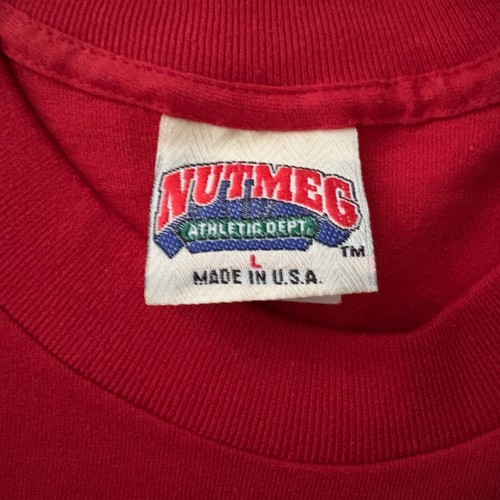 NUTMEG
ATHLETIC DEPT.
TM
L
MADE IN U.S.A.